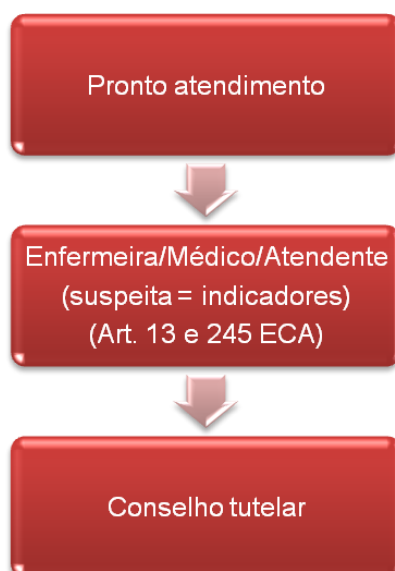 Pronto atendimento
Enfermeira/Médico/Atendente
(suspeita = indicadores)
(Art. 13 e 245 ECA)
Conselho tutelar